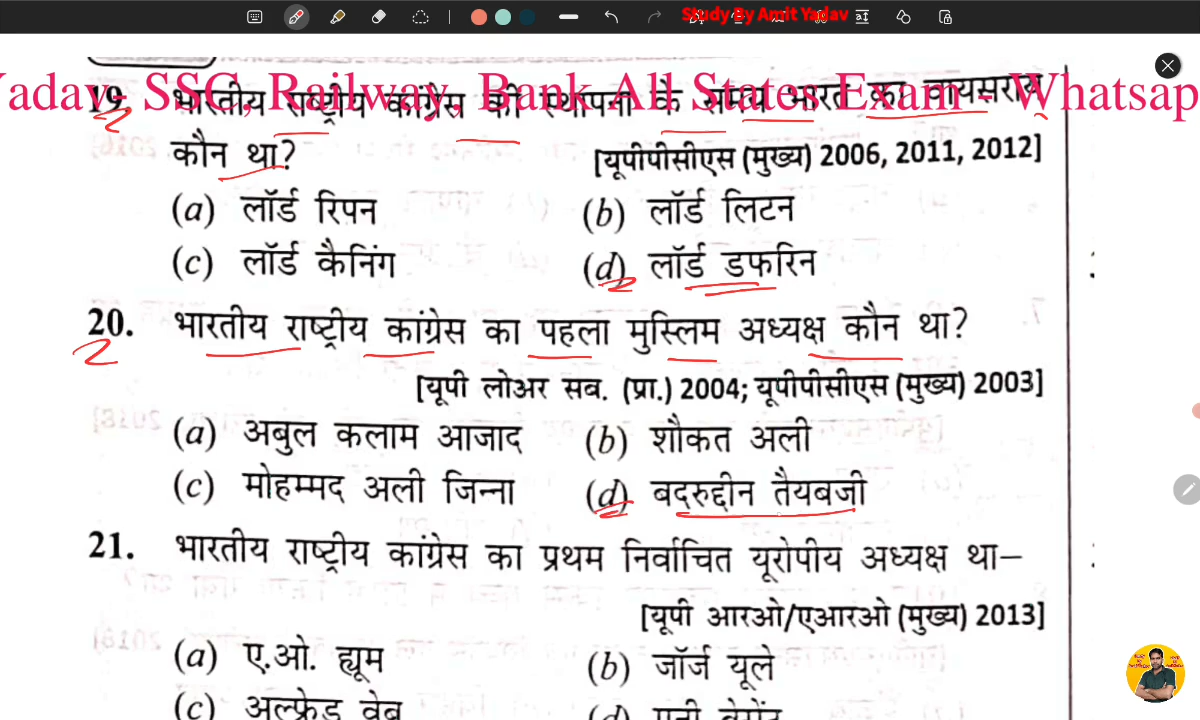 Study By Amit Yadav
Yadav- SSC, Railway, Bank All States Exam - Whatsap
19. भारतीय राष्ट्रीय कांग्रेस की स्थापना के समय भारत का वायसराय
कौन था? [यूपीपीसीएस (मुख्य) 2006, 2011, 2012]
(a) लॉर्ड रिपन (b) लॉर्ड लिटन
(c) लॉर्ड कैनिंग (d) लॉर्ड डफरिन
20. भारतीय राष्ट्रीय कांग्रेस का पहला मुस्लिम अध्यक्ष कौन था?
[यूपी लोअर सब. (प्रा.) 2004; यूपीपीसीएस (मुख्य) 2003]
(a) अबुल कलाम आजाद (b) शौकत अली
(c) मोहम्मद अली जिन्ना (d) बदरुद्दीन तैयबजी
21. भारतीय राष्ट्रीय कांग्रेस का प्रथम निर्वाचित यूरोपीय अध्यक्ष था–
[यूपी आरओ/एआरओ (मुख्य) 2013]
(a) ए.ओ. ह्यूम (b) जॉर्ज यूले
(c) अल्फ्रेड वेब (d) एनी बेसेंट